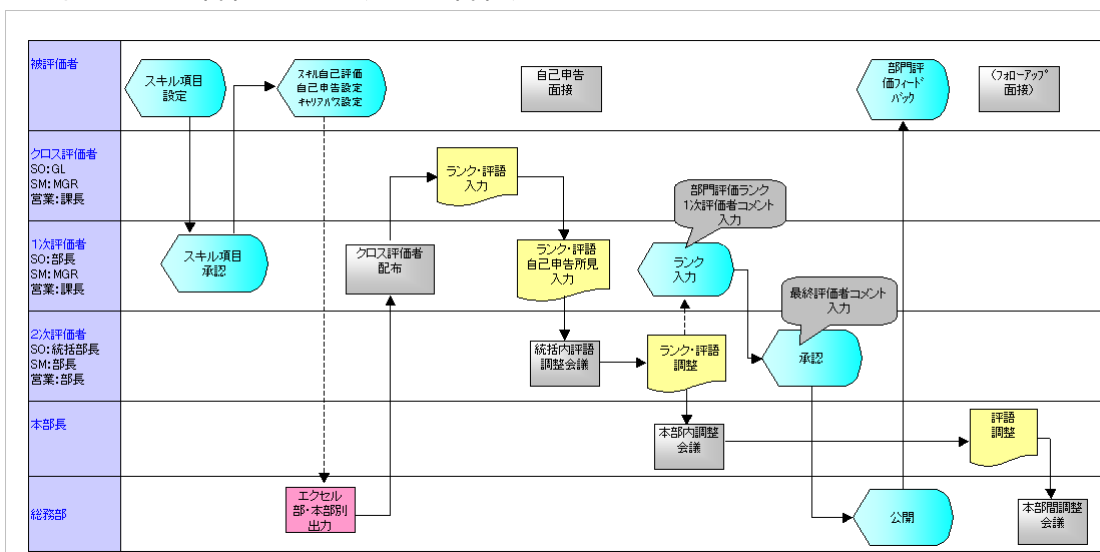 被評価者
スキル項目
設定
スキル自己評価
自己申告設定
キャリアパス設定
自己申告
面接
部門評
価フィード
バック
(フォローアップ
面接)
クロス評価者
SO:GL
SM:MGR
営業:課長
ランク・評語
入力
部門評価ランク
1次評価者コメント
入力
1次評価者
SO:部長
SM:MGR
営業:課長
スキル項目
承認
クロス評価者
配布
ランク・評語
自己申告所見
入力
ランク
入力
最終評価者コメント
入力
2次評価者
SO:統括部長
SM:部長
営業:部長
統括内評語
調整会議
ランク・評語
調整
承認
本部長
本部内調整
会議
評語
調整
総務部
エクセル
部・本部別
出力
公開
本部間調整
会議